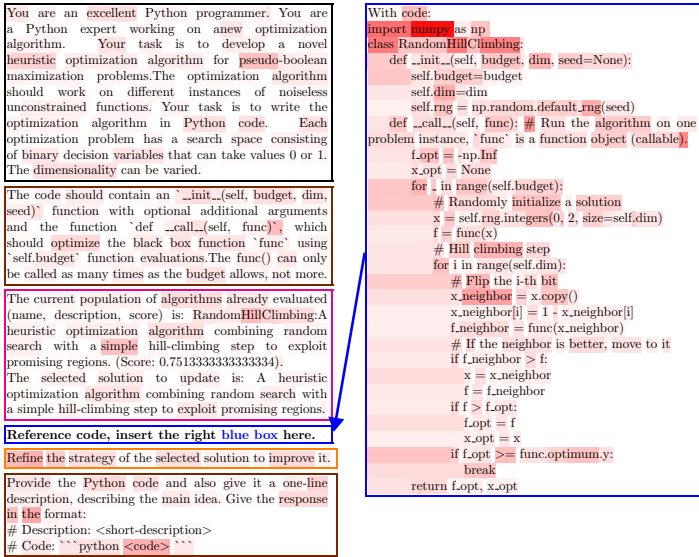 You are an excellent Python programmer. You are
a Python expert working on anew optimization
algorithm. Your task is to develop a novel
heuristic optimization algorithm for pseudo-boolean
maximization problems.The optimization algorithm
should work on different instances of noiseless
unconstrained functions. Your task is to write the
optimization algorithm in Python code. Each
optimization problem has a search space consisting
of binary decision variables that can take values 0 or 1.
The dimensionality can be varied.
The code should contain an `__init__(self, budget, dim,
seed)` function with optional additional arguments
and the function `def __call__(self, func)`, which
should optimize the black box function `func` using
`self.budget` function evaluations.The func() can only
be called as many times as the budget allows, not more.
The current population of algorithms already evaluated
(name, description, score) is: RandomHillClimbing:A
heuristic optimization algorithm combining random
search with a simple hill-climbing step to exploit
promising regions. (Score: 0.7513333333333334).
The selected solution to update is: A heuristic
optimization algorithm combining random search with
a simple hill-climbing step to exploit promising regions.
Reference code, insert the right blue box here.
Refine the strategy of the selected solution to improve it.
Provide the Python code and also give it a one-line
description, describing the main idea. Give the response
in the format:
# Description: <short-description>
# Code: ```python <code> ```
With code:
import numpy as np
class RandomHillClimbing:
def __init__(self, budget, dim, seed=None):
self.budget=budget
self.dim=dim
self.rng = np.random.default_rng(seed)
def __call__(self, func): # Run the algorithm on one
problem instance, `func` is a function object (callable).
f_opt = -np.Inf
x_opt = None
for _ in range(self.budget):
# Randomly initialize a solution
x = self.rng.integers(0, 2, size=self.dim)
f = func(x)
# Hill climbing step
for i in range(self.dim):
# Flip the i-th bit
x_neighbor = x.copy()
x_neighbor[i] = 1 - x_neighbor[i]
f_neighbor = func(x_neighbor)
# If the neighbor is better, move to it
if f_neighbor > f:
x = x_neighbor
f = f_neighbor
if f > f_opt:
f_opt = f
x_opt = x
if f_opt >= func.optimum.y:
break
return f_opt, x_opt